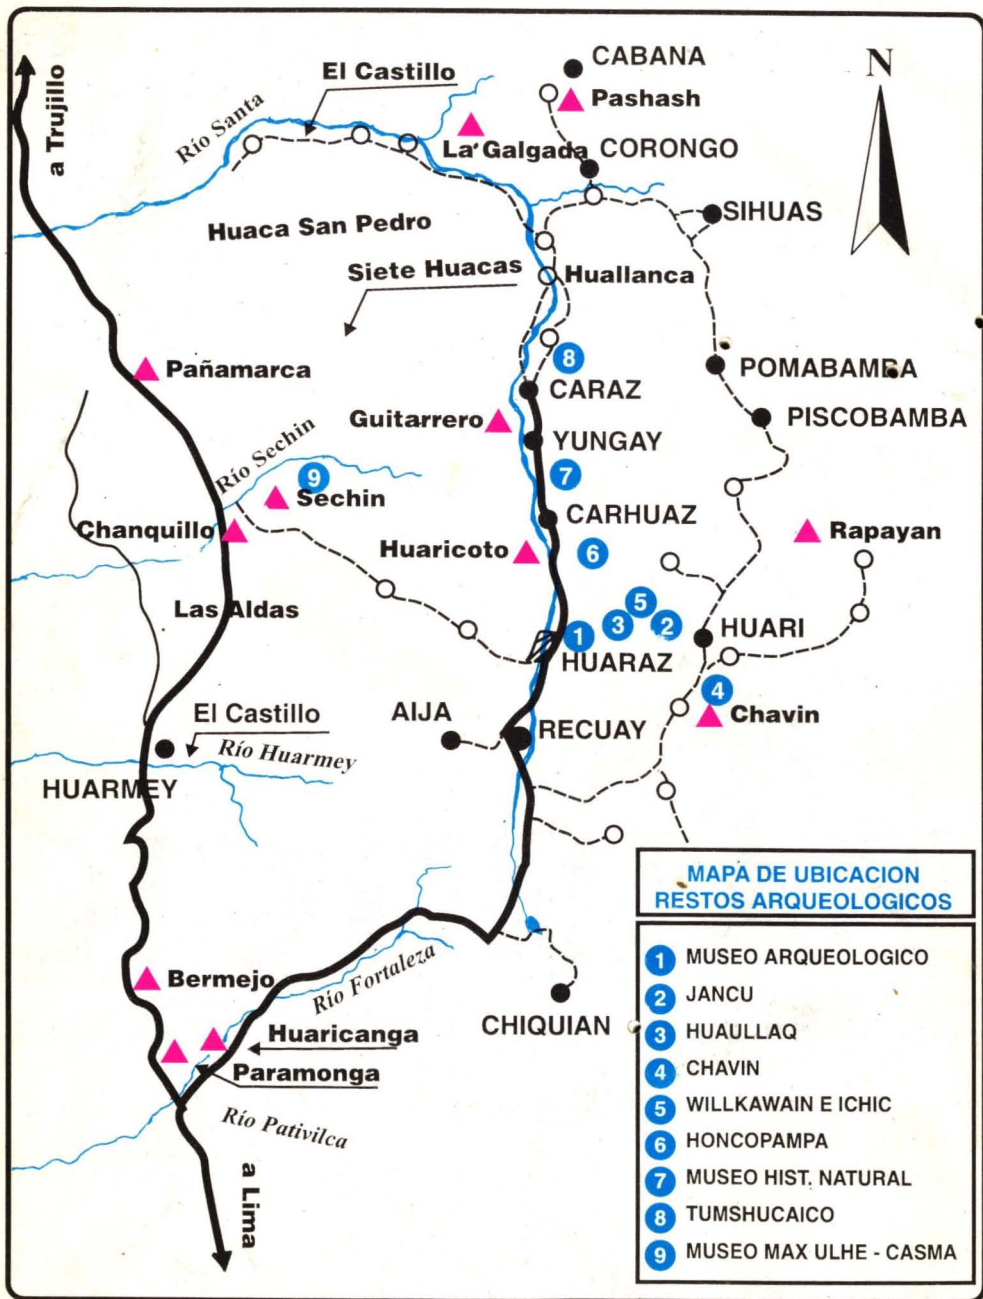 a Trujillo
Río Santa
El Castillo
CABANA
Pashash
N
La Galgada
CORONGO
SIHUAS
Huaca San Pedro
Siete Huacas
Huallanca
Pañamarca
8
CARAZ
POMABAMBA
Guitarrero
PISCOBAMBA
YUNGAY
Río Sechin
9
Sechin
7
Chanquillo
CARHUAZ
Huaricoto
6
Rapayan
Las Aldas
5
1
3
2
HUARI
HUARAZ
4
El Castillo
AIJA
RECUAY
Chavin
Río Huarmey
HUARMEY
Bermejo
Río Fortaleza
Huaricanga
CHIQUIAN
Paramonga
Río Pativilca
a Lima
MAPA DE UBICACION
RESTOS ARQUEOLOGICOS
1 MUSEO ARQUEOLOGICO
2 JANCU
3 HUAULLAQ
4 CHAVIN
5 WILLKAWAIN E ICHIC
6 HONCOPAMPA
7 MUSEO HIST. NATURAL
8 TUMSHUCAICO
9 MUSEO MAX ULHE - CASMA